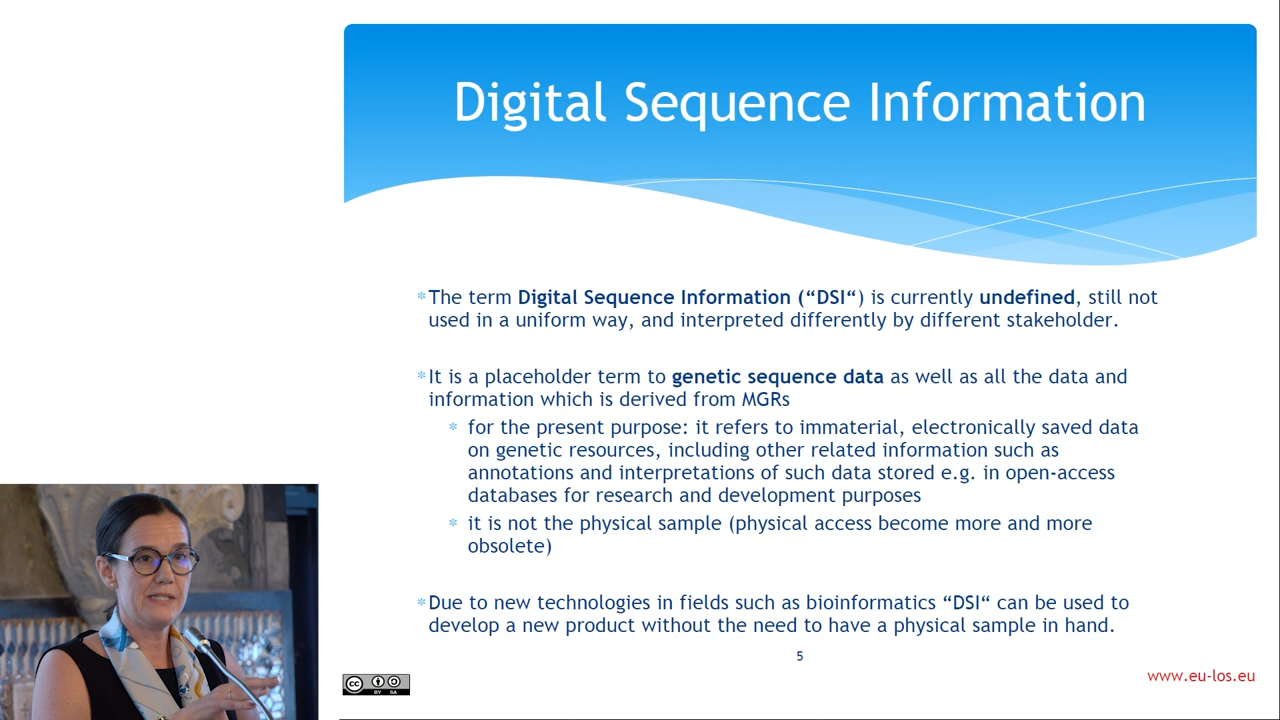 Digital Sequence Information
*The term Digital Sequence Information (“DSI“) is currently undefined, still not
used in a uniform way, and interpreted differently by different stakeholder.
*It is a placeholder term to genetic sequence data as well as all the data and
information which is derived from MGRs
* for the present purpose: it refers to immaterial, electronically saved data
on genetic resources, including other related information such as
annotations and interpretations of such data stored e.g. in open-access
databases for research and development purposes
* it is not the physical sample (physical access become more and more
obsolete)
*Due to new technologies in fields such as bioinformatics “DSI“ can be used to
develop a new product without the need to have a physical sample in hand.
5
cc BY SA
www.eu-los.eu